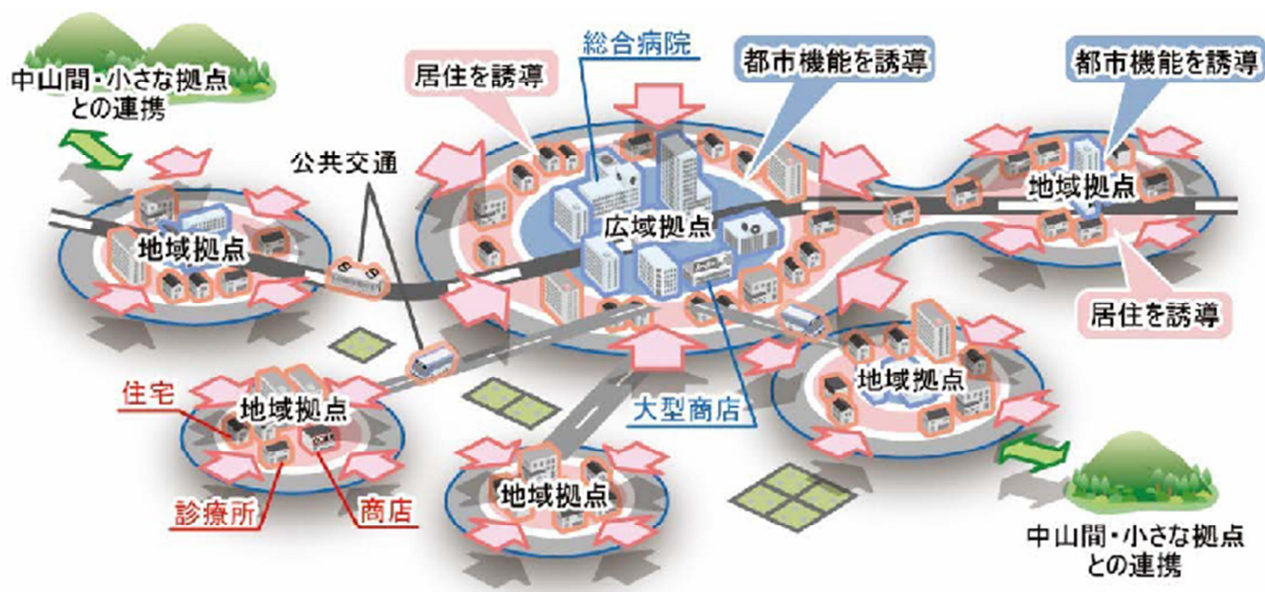 総合病院
居住を誘導
都市機能を誘導
都市機能を誘導
中山間・小さな拠点
との連携
公共交通
地域拠点
広域拠点
地域拠点
居住を誘導
住宅
地域拠点
大型商店
地域拠点
診療所
商店
地域拠点
中山間・小さな拠点
との連携